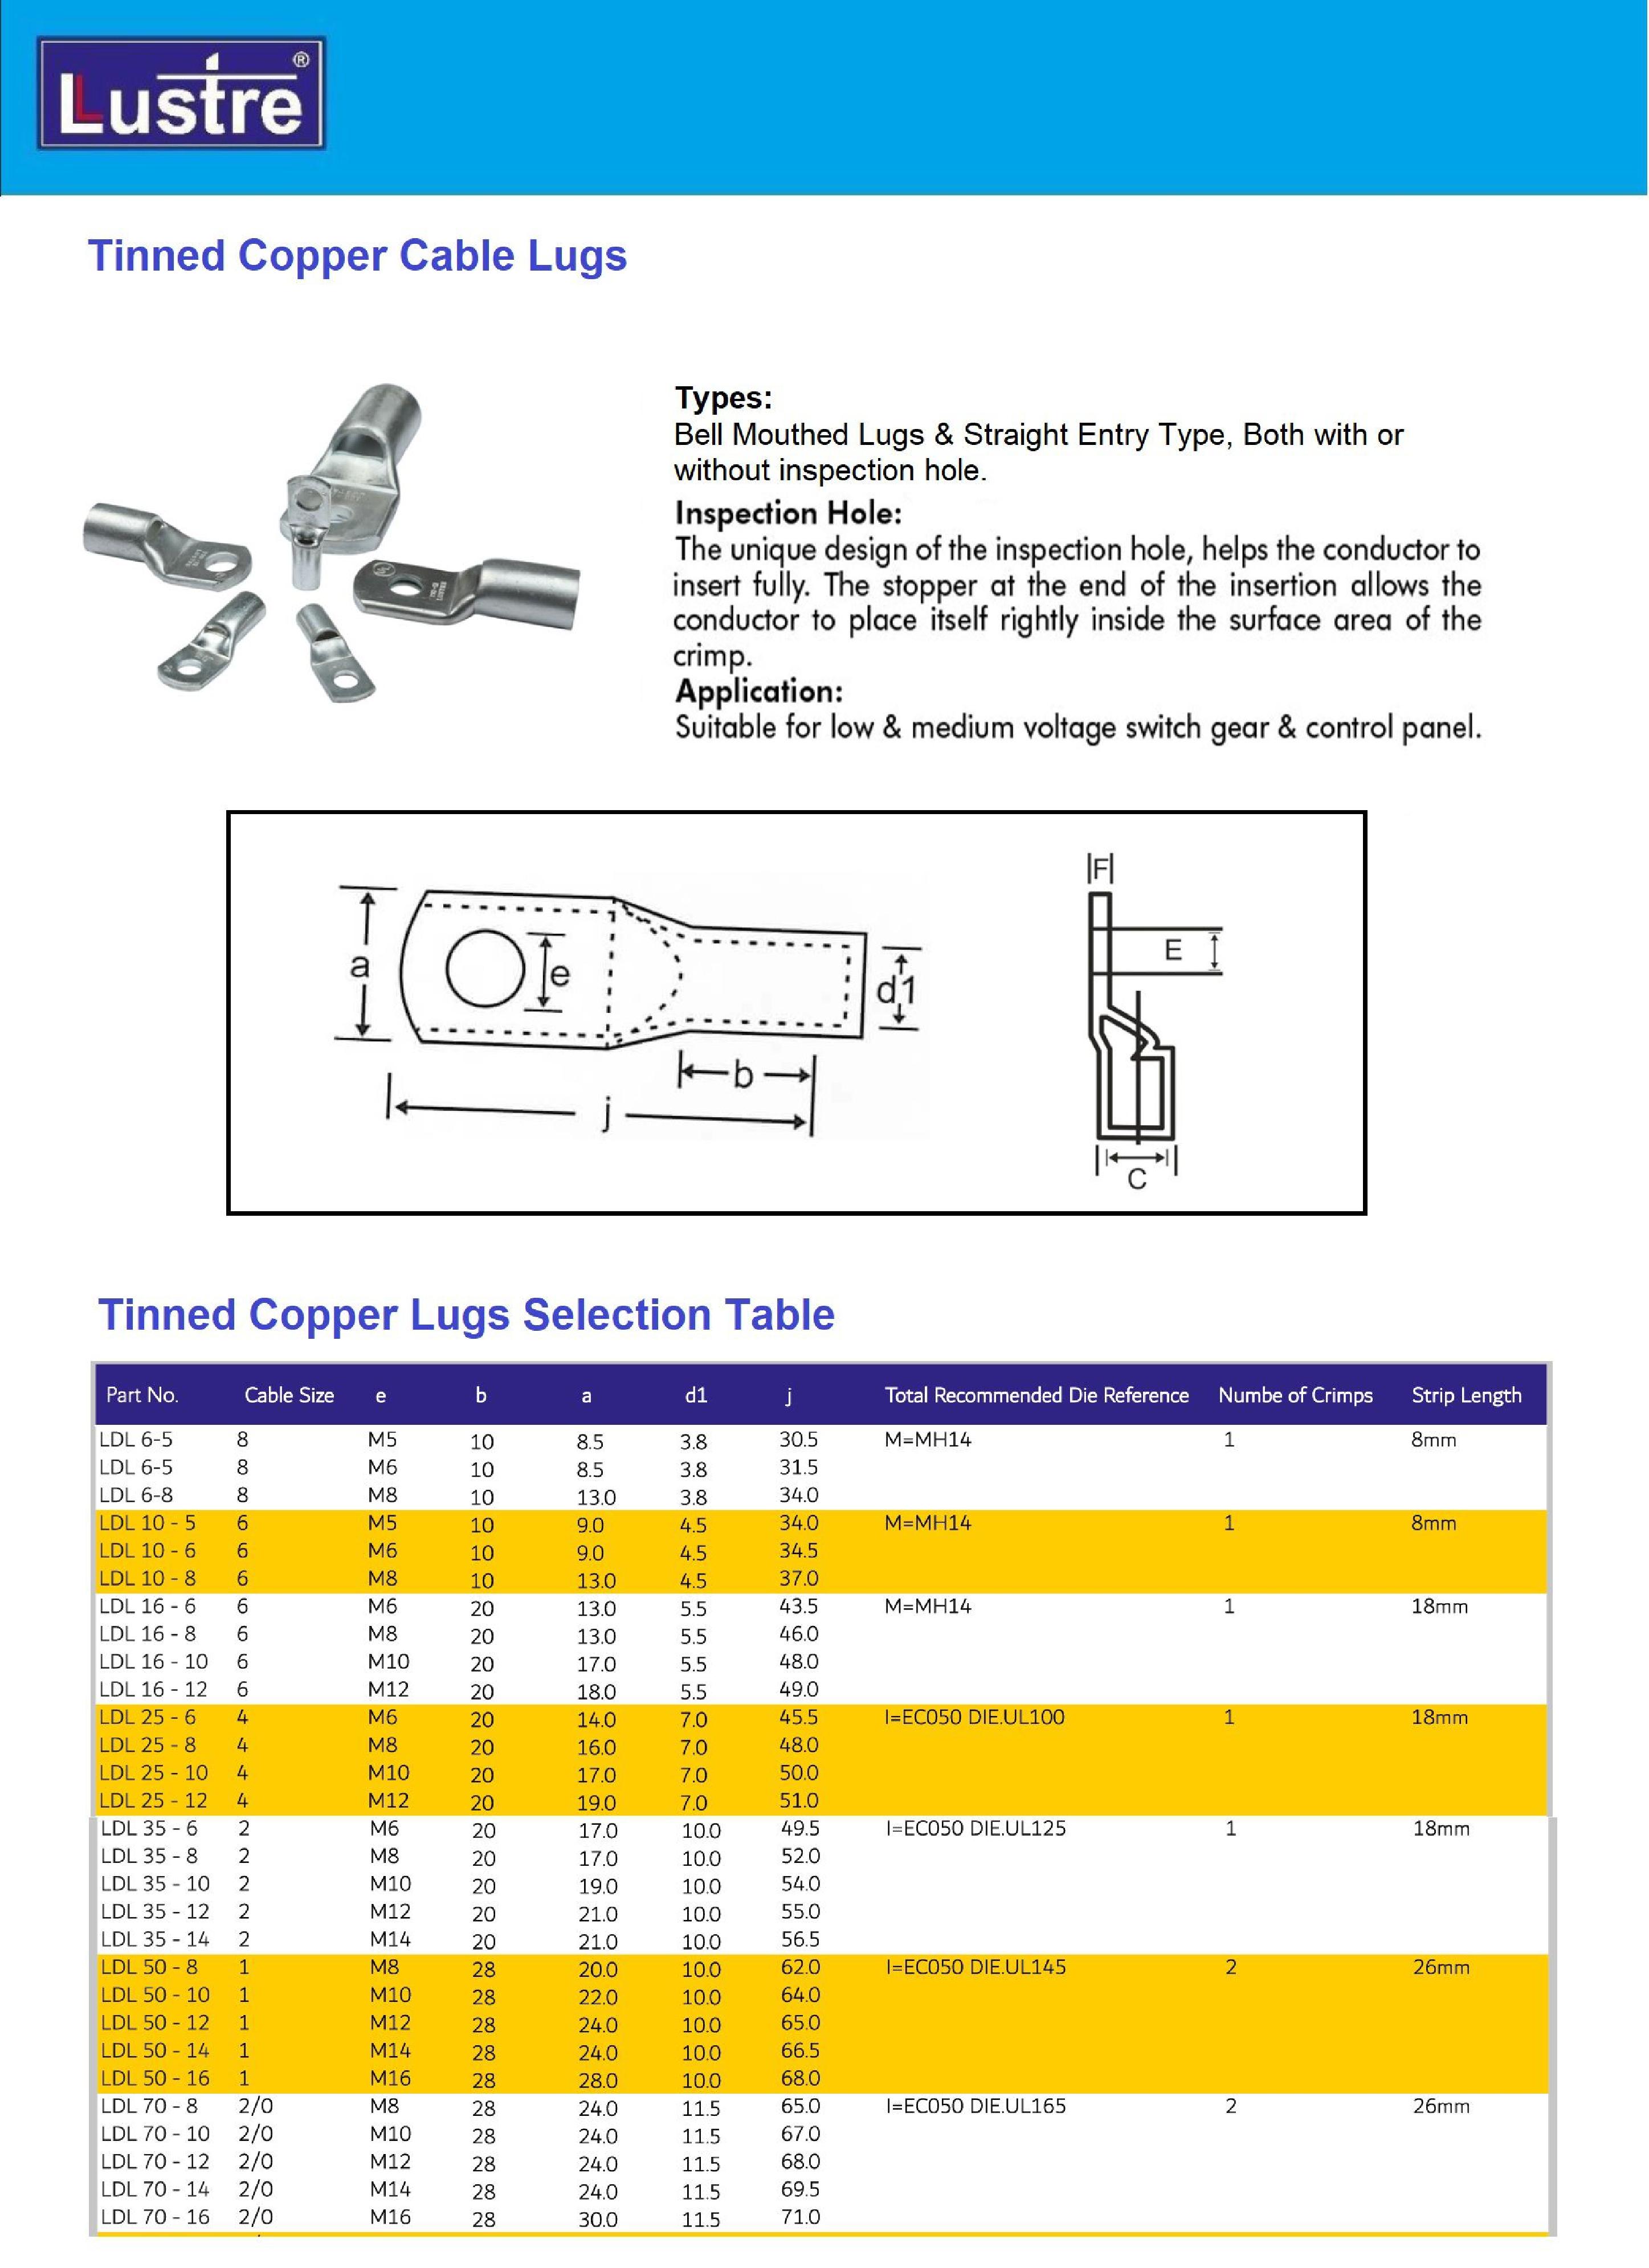 Lustre ®
Tinned Copper Cable Lugs
Types:
Bell Mouthed Lugs & Straight Entry Type, Both with or
without inspection hole.
Inspection Hole:
The unique design of the inspection hole, helps the conductor to
insert fully. The stopper at the end of the insertion allows the
conductor to place itself rightly inside the surface area of the
crimp.
Application:
Suitable for low & medium voltage switch gear & control panel.
F
a e d1 E
b
j
C
Tinned Copper Lugs Selection Table
Part No. Cable Size e b a d1 j Total Recommended Die Reference Numbe of Crimps Strip Length
LDL 6-5 8 M5 10 8.5 3.8 30.5 M=MH14 1 8mm
LDL 6-5 8 M6 10 8.5 3.8 31.5
LDL 6-8 8 M8 10 13.0 3.8 34.0
LDL 10 - 5 6 M5 10 9.0 4.5 34.0 M=MH14 1 8mm
LDL 10 - 6 6 M6 10 9.0 4.5 34.5
LDL 10 - 8 6 M8 10 13.0 4.5 37.0
LDL 16 - 6 6 M6 20 13.0 5.5 43.5 M=MH14 1 18mm
LDL 16 - 8 6 M8 20 13.0 5.5 46.0
LDL 16 - 10 6 M10 20 17.0 5.5 48.0
LDL 16 - 12 6 M12 20 18.0 5.5 49.0
LDL 25 - 6 4 M6 20 14.0 7.0 45.5 I=EC050 DIE.UL100 1 18mm
LDL 25 - 8 4 M8 20 16.0 7.0 48.0
LDL 25 - 10 4 M10 20 17.0 7.0 50.0
LDL 25 - 12 4 M12 20 19.0 7.0 51.0
LDL 35 - 6 2 M6 20 17.0 10.0 49.5 I=EC050 DIE.UL125 1 18mm
LDL 35 - 8 2 M8 20 17.0 10.0 52.0
LDL 35 - 10 2 M10 20 19.0 10.0 54.0
LDL 35 - 12 2 M12 20 21.0 10.0 55.0
LDL 35 - 14 2 M14 20 21.0 10.0 56.5
LDL 50 - 8 1 M8 28 20.0 10.0 62.0 I=EC050 DIE.UL145 2 26mm
LDL 50 - 10 1 M10 28 22.0 10.0 64.0
LDL 50 - 12 1 M12 28 24.0 10.0 65.0
LDL 50 - 14 1 M14 28 24.0 10.0 66.5
LDL 50 - 16 1 M16 28 28.0 10.0 68.0
LDL 70 - 8 2/0 M8 28 24.0 11.5 65.0 I=EC050 DIE.UL165 2 26mm
LDL 70 - 10 2/0 M10 28 24.0 11.5 67.0
LDL 70 - 12 2/0 M12 28 24.0 11.5 68.0
LDL 70 - 14 2/0 M14 28 24.0 11.5 69.5
LDL 70 - 16 2/0 M16 28 30.0 11.5 71.0